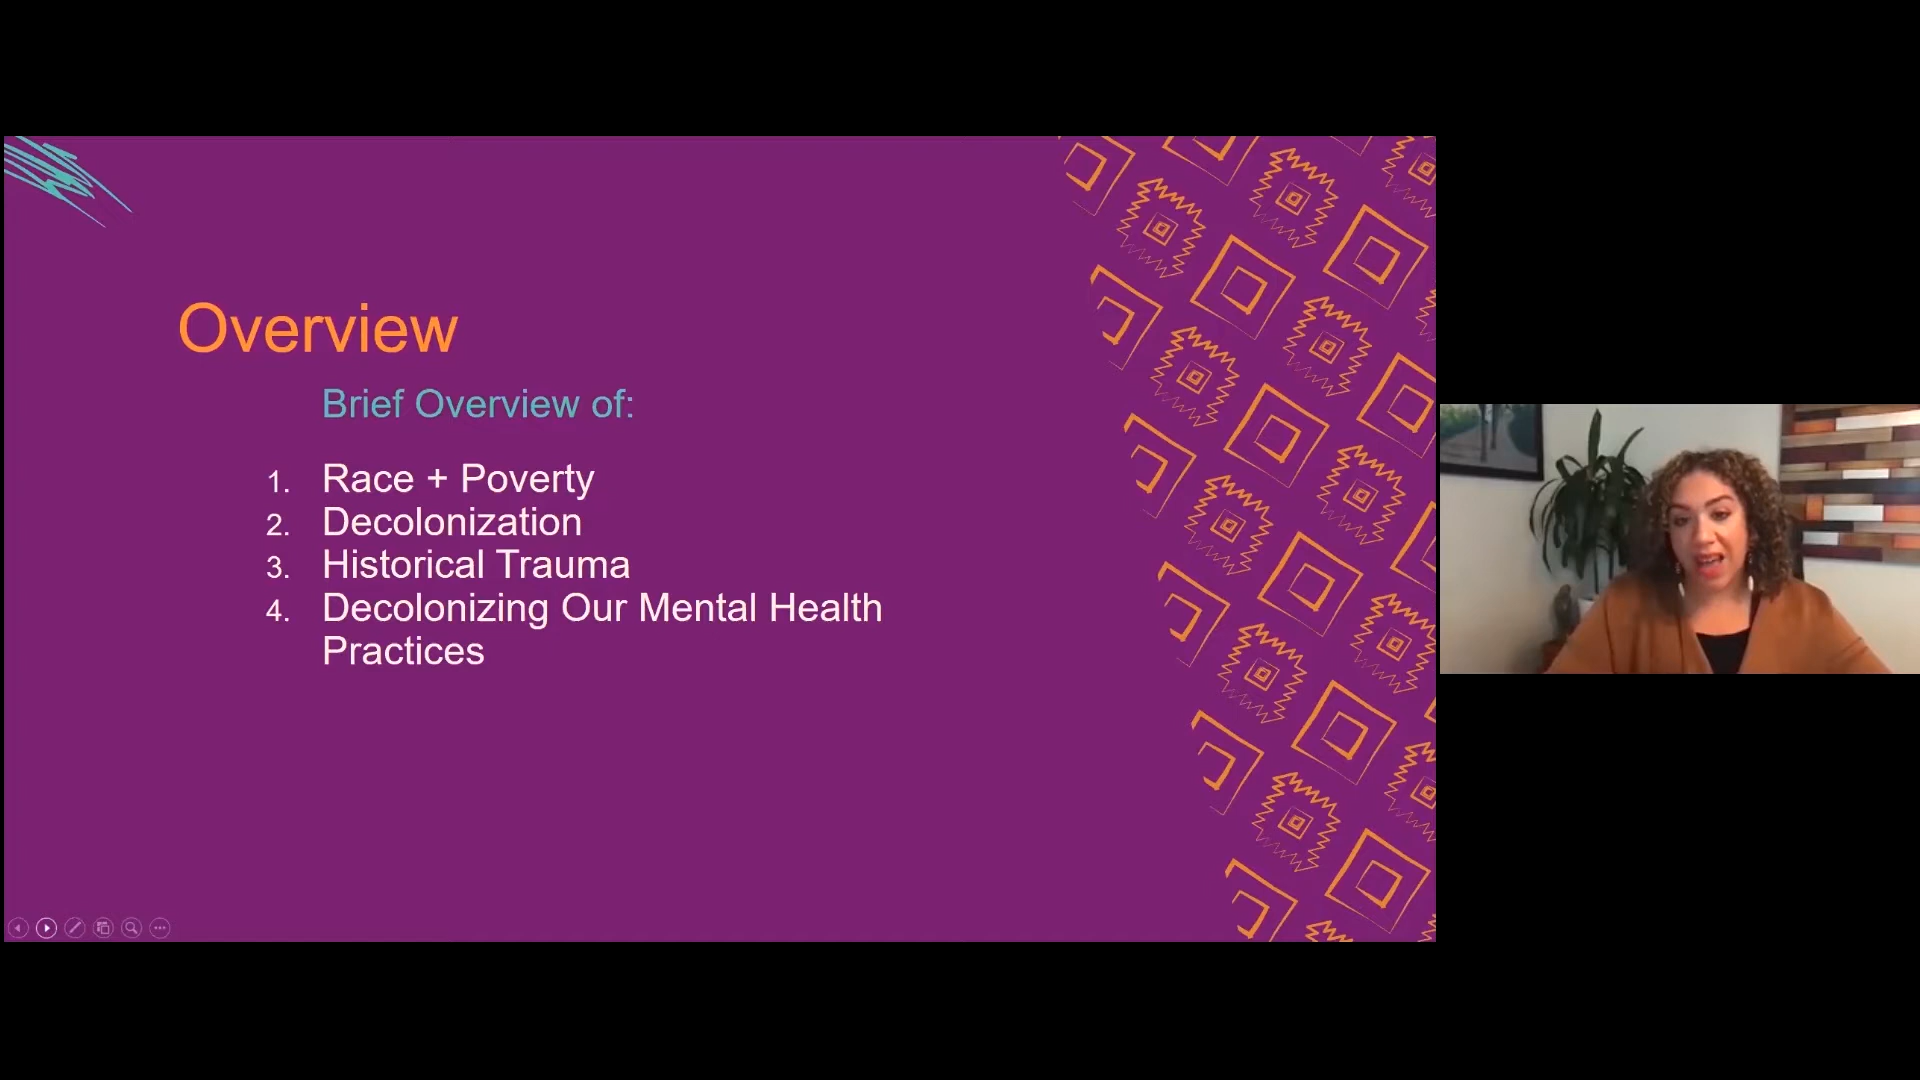 Overview
Brief Overview of:
1. Race + Poverty
2. Decolonization
3. Historical Trauma
4. Decolonizing Our Mental Health
Practices